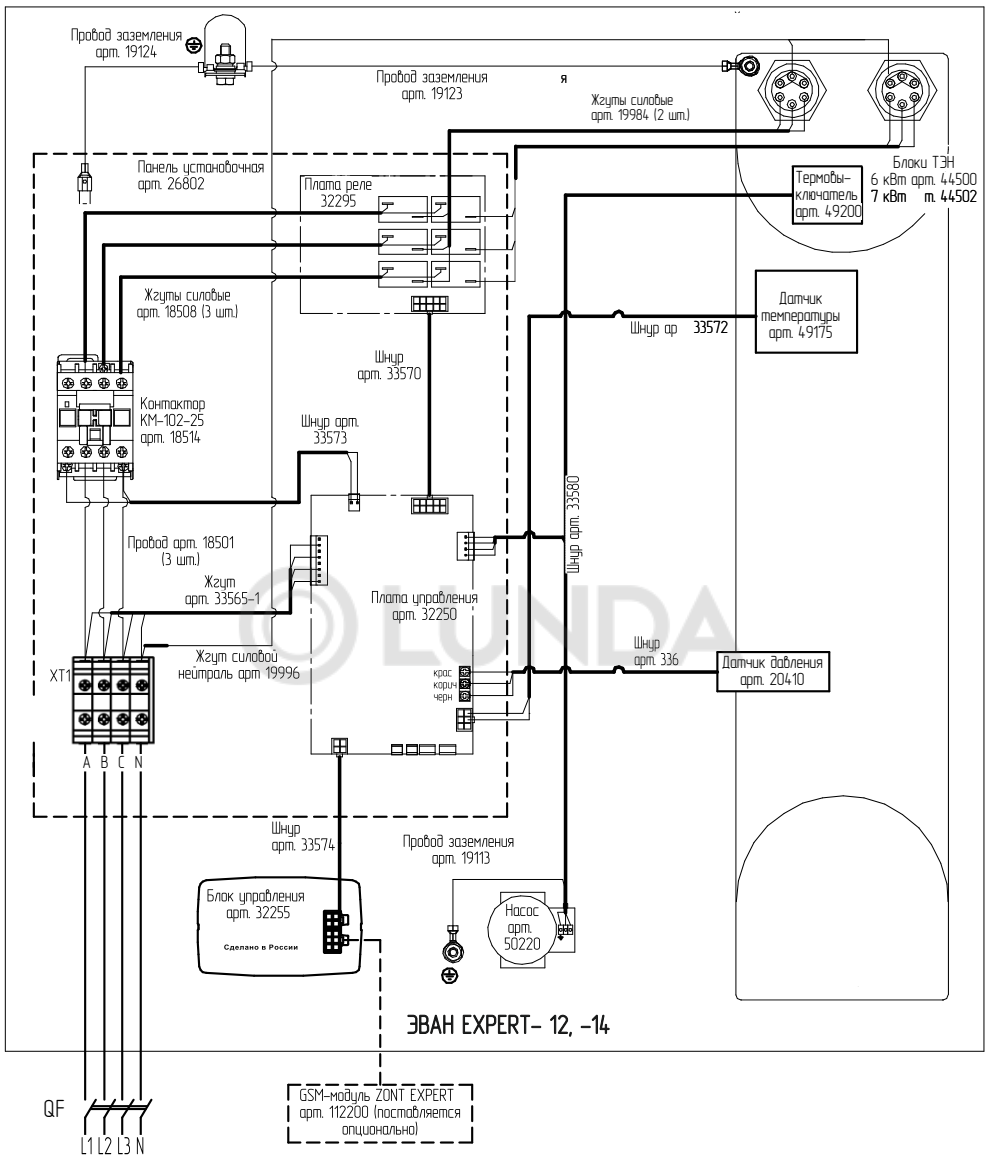 Провод заземления
арт. 19124
Провод заземления
арт. 19123
я
Жгуты силовые
арт. 19984 (2 шт.)
Панель установочная
арт. 26802
Плата реле
32295
Блоки ТЭН
6 кВт арт. 44500
7 кВт т. 44502
Термовы-
ключатель
арт. 49200
Жгуты силовые
арт. 18508 (3 шт.)
Датчик
температуры
арт. 49175
Шнур ар 33572
Шнур
арт. 33570
Контактор
КМ-102-25
арт. 18514
Шнур арт.
33573
Шнур арт. 33580
Провод арт. 18501
(3 шт.)
Жгут
арт. 33565-1
Плата управления
арт. 32250
LUNDA
Жгут силовой
нейтраль арт 19996
XT1
Шнур
арт. 336
Датчик давления
арт. 20410
крас
корич
черн
A B C N
Шнур
арт. 33574
Провод заземления
арт. 19113
Блок управления
арт. 32255
Сделано в России
Насос
арт.
50220
ЭВАН EXPERT- 12, -14
GSM-модуль ZONT EXPERT
арт. 112200 (поставляется
опционально)
QF
L1 L2 L3 N